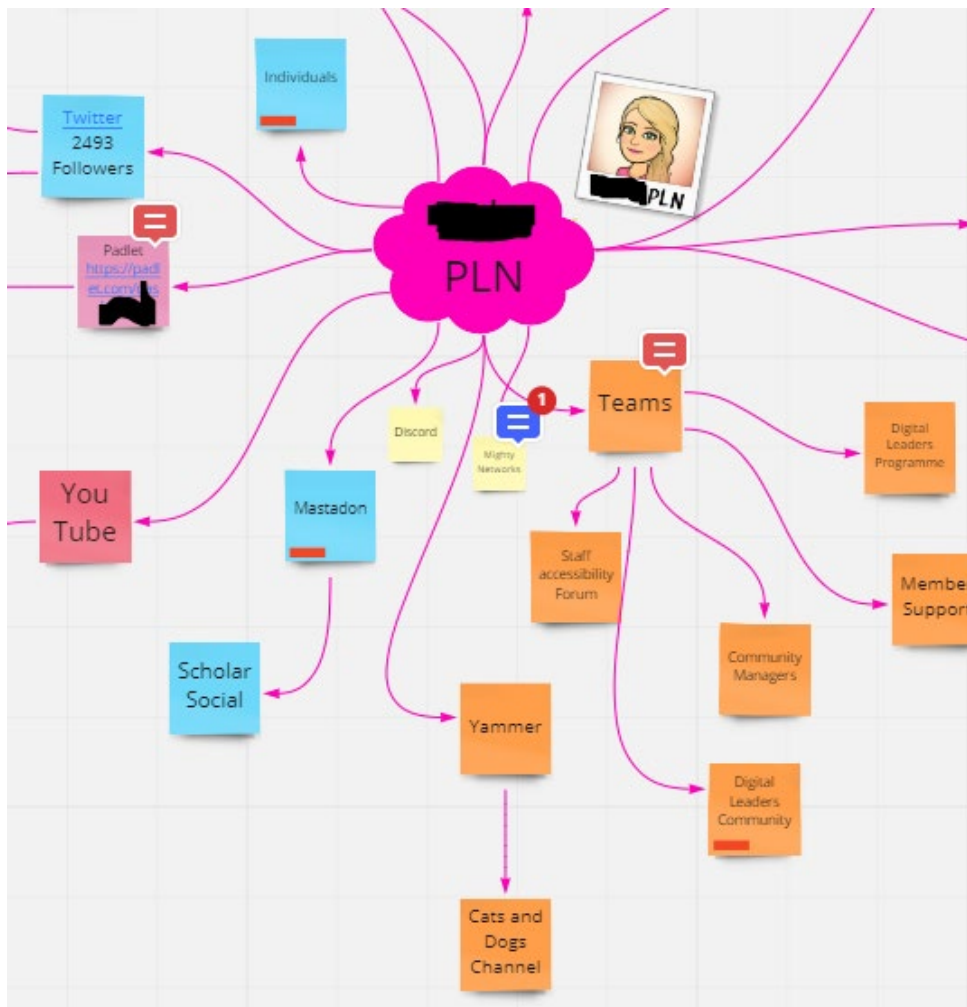 Individuals
Twitter
2493
Followers
PLN
Padlet
https://padl
et.com/
PLN
Teams
1
Discord
Mighty
Networks
Digital
Leaders
Programme
You
Tube
Mastadon
Staff
accessibility
Forum
Membe
Support
Community
Managers
Scholar
Social
Yammer
Digital
Leaders
Community
Cats and
Dogs
Channel